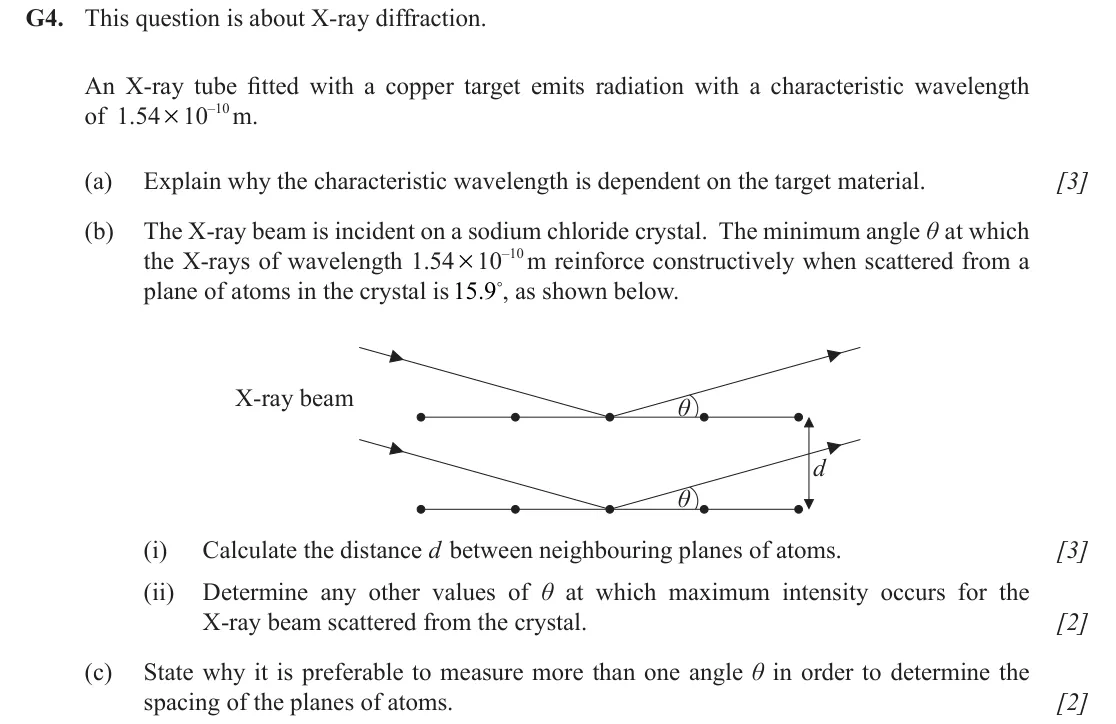 G4. This question is about X-ray diffraction.
An X-ray tube fitted with a copper target emits radiation with a characteristic wavelength
of 1.54×10⁻¹⁰ m.
(a) Explain why the characteristic wavelength is dependent on the target material. [3]
(b) The X-ray beam is incident on a sodium chloride crystal. The minimum angle θ at which
the X-rays of wavelength 1.54×10⁻¹⁰ m reinforce constructively when scattered from a
plane of atoms in the crystal is 15.9°, as shown below.
X-ray beam
θ
d
θ
(i) Calculate the distance d between neighbouring planes of atoms. [3]
(ii) Determine any other values of θ at which maximum intensity occurs for the
X-ray beam scattered from the crystal. [2]
(c) State why it is preferable to measure more than one angle θ in order to determine the
spacing of the planes of atoms. [2]